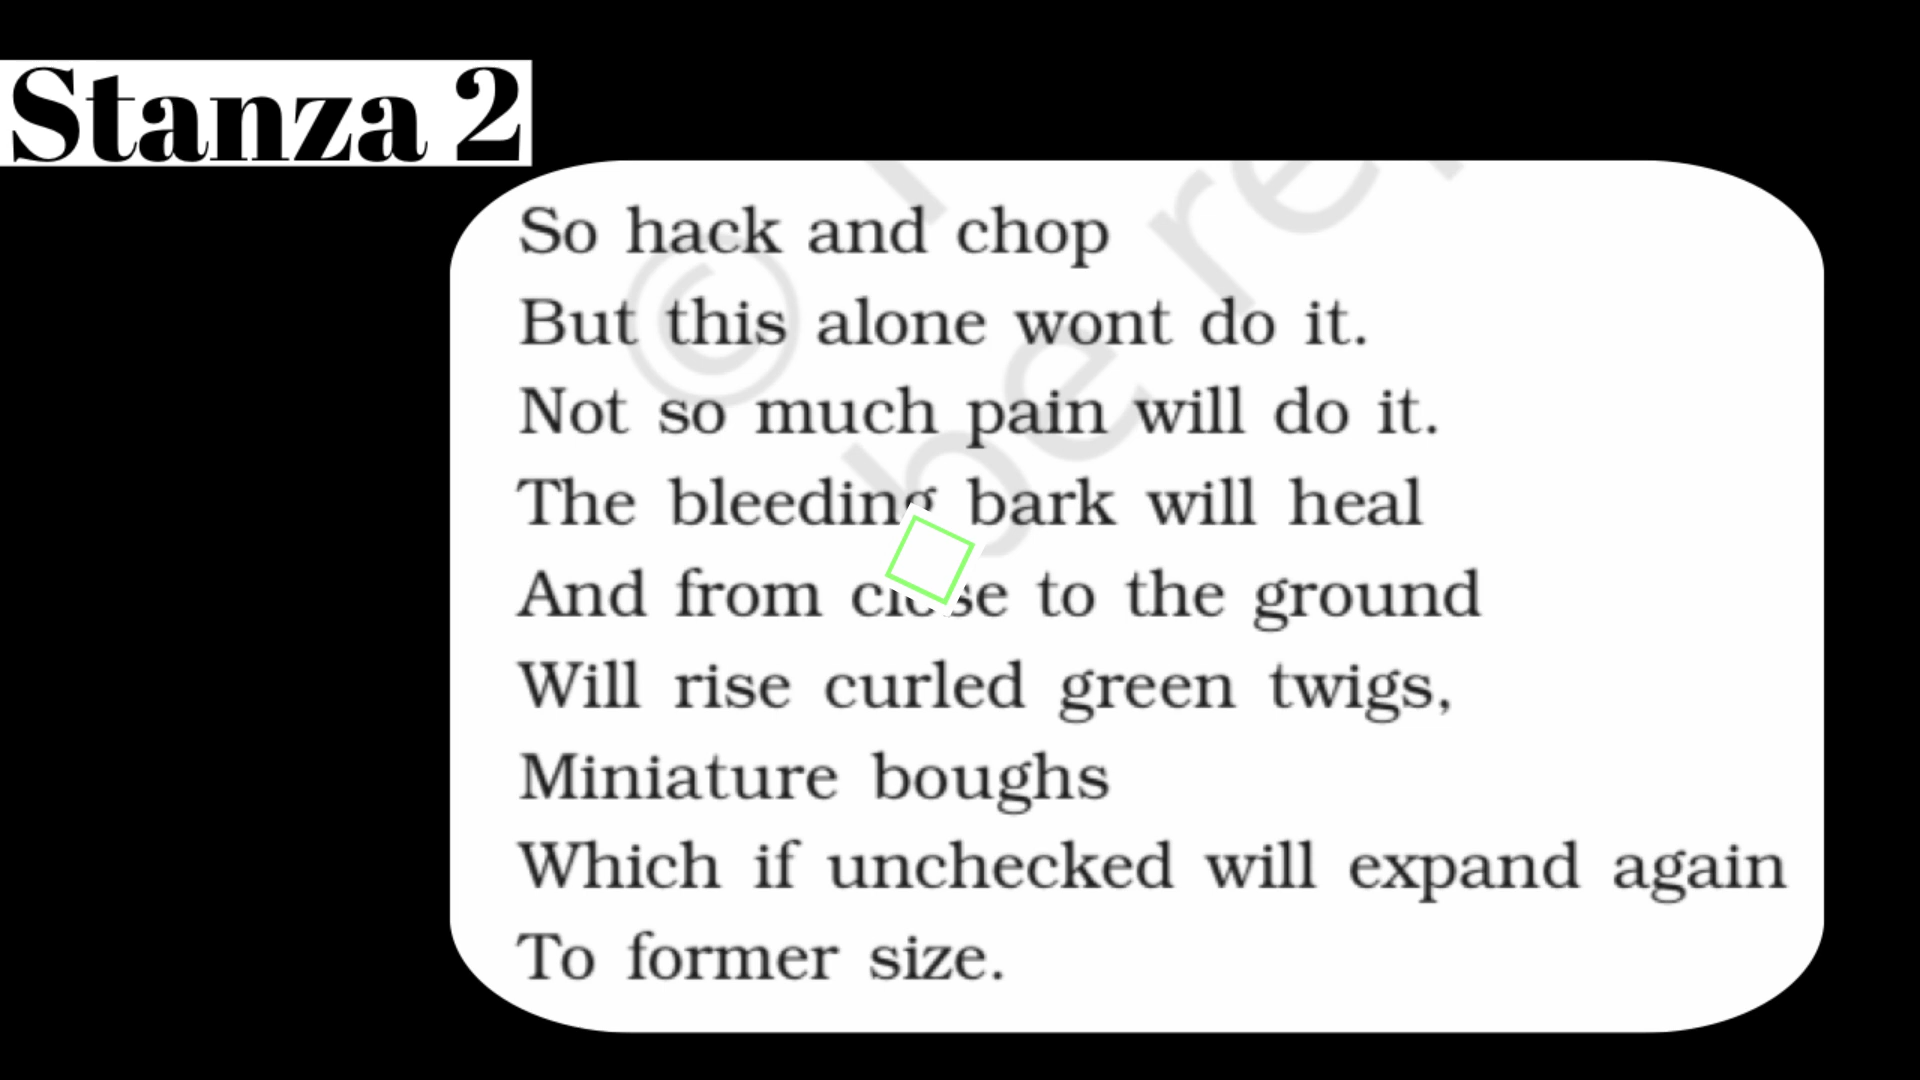 Stanza 2
So hack and chop
But this alone wont do it.
Not so much pain will do it.
The bleeding bark will heal
And from close to the ground
Will rise curled green twigs,
Miniature boughs
Which if unchecked will expand again
To former size.